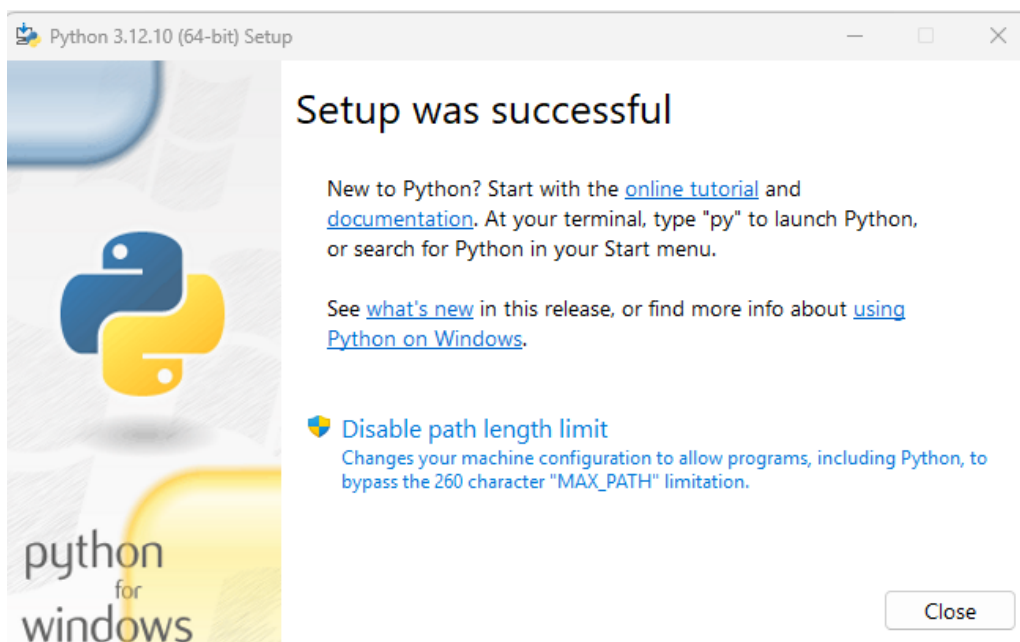 Python 3.12.10 (64-bit) Setup
Setup was successful
New to Python? Start with the online tutorial and
documentation. At your terminal, type "py" to launch Python,
or search for Python in your Start menu.
See what's new in this release, or find more info about using
Python on Windows.
Disable path length limit
Changes your machine configuration to allow programs, including Python, to
bypass the 260 character "MAX_PATH" limitation.
python
for
windows
Close